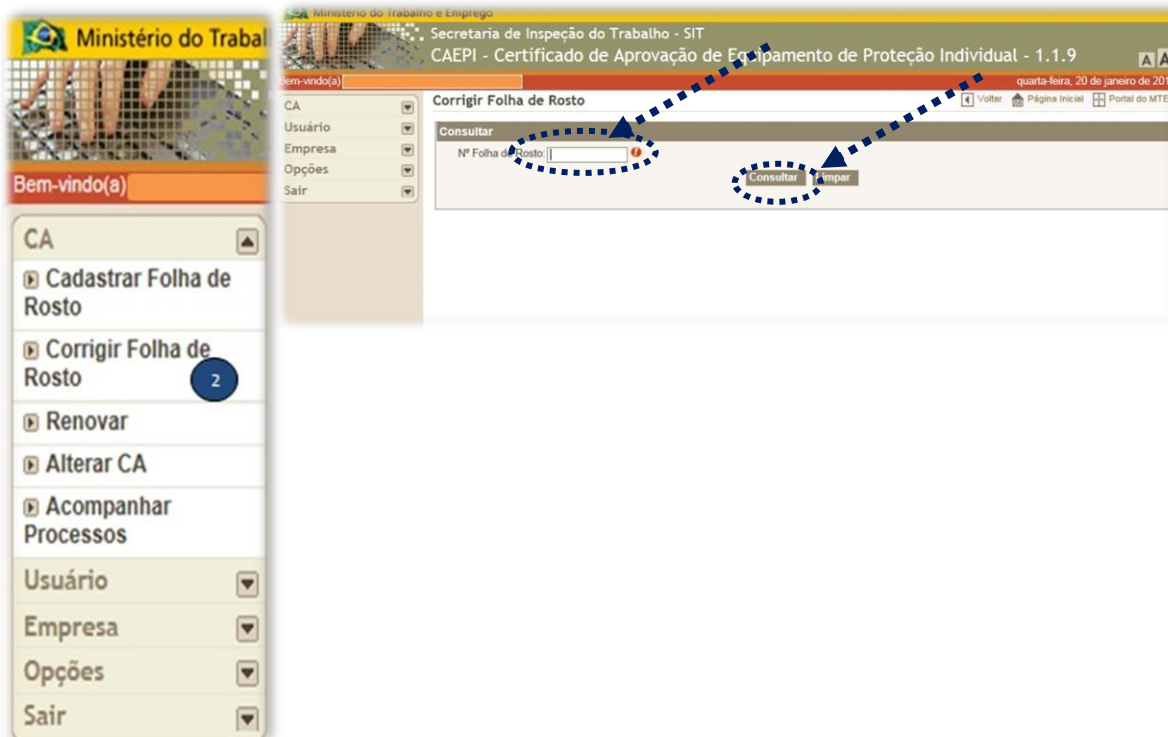 Ministério do Trabal
Bem-vindo(a)
CA
Cadastrar Folha de
Rosto
Corrigir Folha de
Rosto
2
Renovar
Alterar CA
Acompanhar
Processos
Usuário
Empresa
Opções
Sair
Ministério do Trabalho e Emprego
Secretaria de Inspeção do Trabalho - SIT
CAEPI - Certificado de Aprovação de Equipamento de Proteção Individual - 1.1.9
A A
Bem-vindo(a)
quarta-feira, 20 de janeiro de 201
CA
Usuário
Empresa
Opções
Sair
Corrigir Folha de Rosto
Voltar Página Inicial Portal do MTE
Consultar
Nº Folha de Rosto:
Consultar Limpar